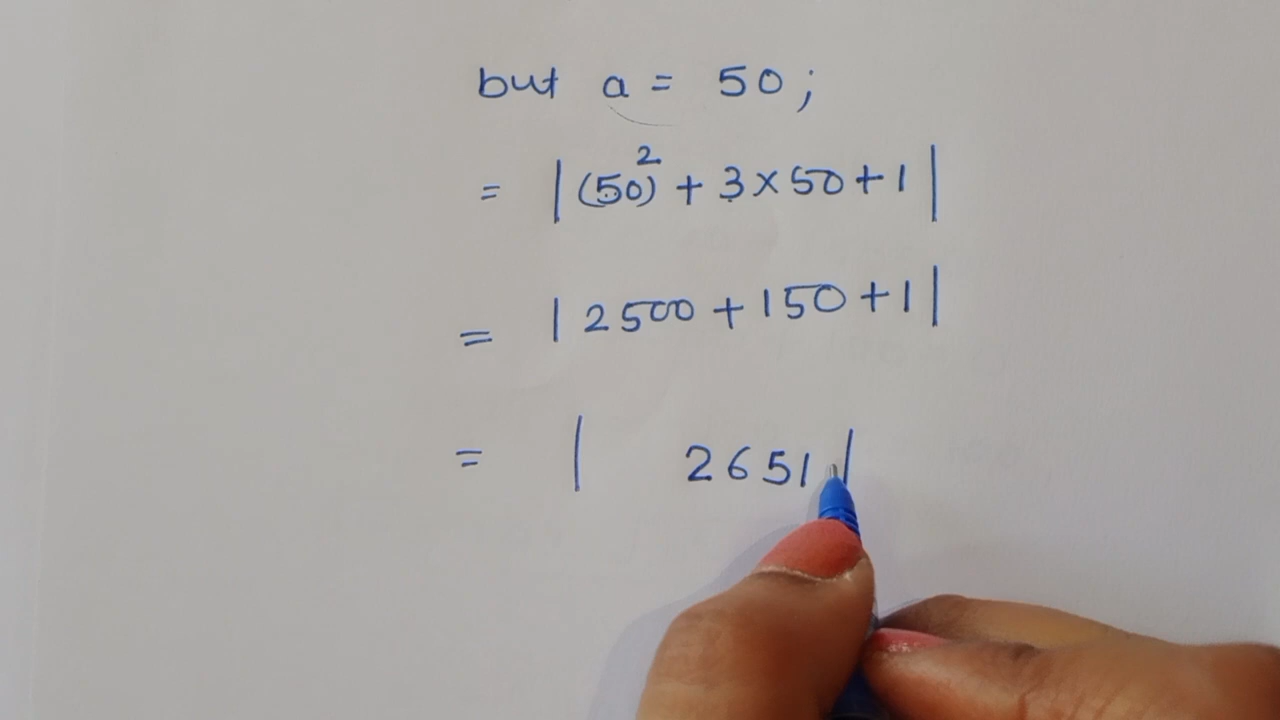 but a = 50;
= |(50)² + 3×50+1|
= |2500+150+1|
= | 2651|